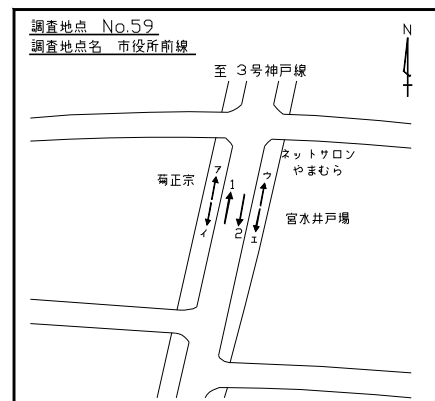 調査地点 No.59
調査地点名 市役所前線
N
至 3号神戸線
ネットサロン
やまむら
菊正宗
ア
1
ウ
宮水井戸場
イ
2
エ